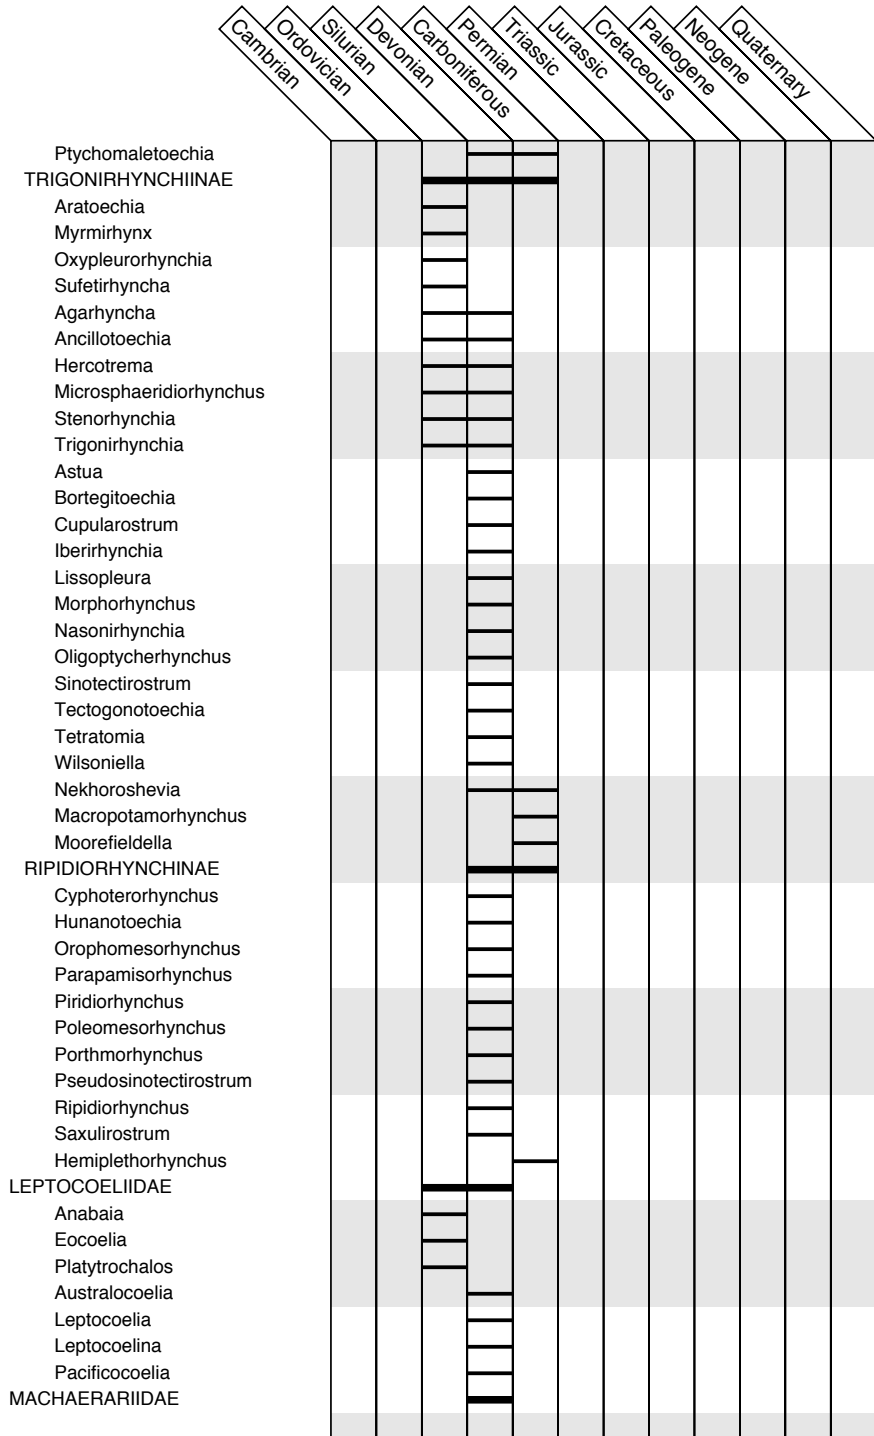 Cambrian
Ordovician
Silurian
Devonian
Carboniferous
Permian
Triassic
Jurassic
Cretaceous
Paleogene
Neogene
Quaternary
Ptychomaletoechia
TRIGONIRHYNCHIINAE
Aratoechia
Myrmirhynx
Oxypleurorhynchia
Sufetirhyncha
Agarhyncha
Ancillotoechia
Hercotrema
Microsphaeridiorhynchus
Stenorhynchia
Trigonirhynchia
Astua
Bortegitoechia
Cupularostrum
Iberirhynchia
Lissopleura
Morphorhynchus
Nasonirhynchia
Oligoptycherhynchus
Sinotectirostrum
Tectogonotoechia
Tetratomia
Wilsoniella
Nekhoroshevia
Macropotamorhynchus
Moorefieldella
RIPIDIORHYNCHINAE
Cyphoterorhynchus
Hunanotoechia
Orophomesorhynchus
Parapamisorhynchus
Piridiorhynchus
Poleomesorhynchus
Porthmorhynchus
Pseudosinotectirostrum
Ripidiorhynchus
Saxulirostrum
Hemiplethorhynchus
LEPTOCOELIIDAE
Anabaia
Eocoelia
Platytrochalos
Australocoelia
Leptocoelia
Leptocoelina
Pacificocoelia
MACHAERARIIDAE